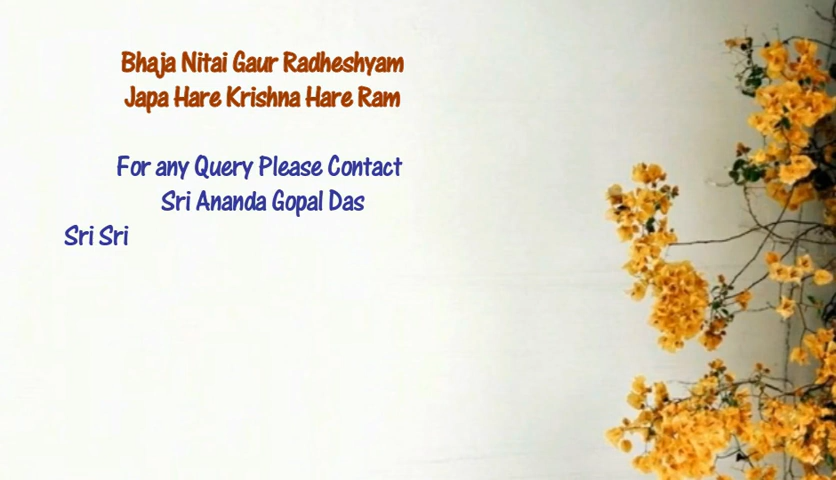 Bhaja Nitai Gaur Radheshyam
Japa Hare Krishna Hare Ram
For any Query Please Contact
Sri Ananda Gopal Das
Sri Sri